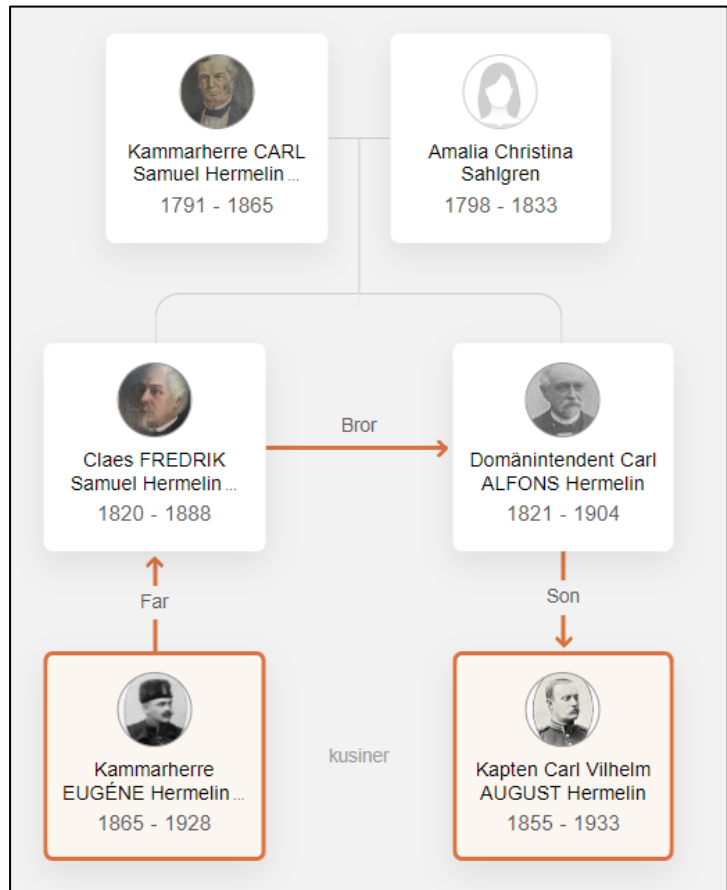 Kammarherre CARL
Samuel Hermelin ...
1791 - 1865
Amalia Christina
Sahlgren
1798 - 1833
Claes FREDRIK
Samuel Hermelin ...
1820 - 1888
Bror
Domänintendent Carl
ALFONS Hermelin
1821 - 1904
Far
Son
Kammarherre
EUGÉNE Hermelin ...
1865 - 1928
kusiner
Kapten Carl Vilhelm
AUGUST Hermelin
1855 - 1933